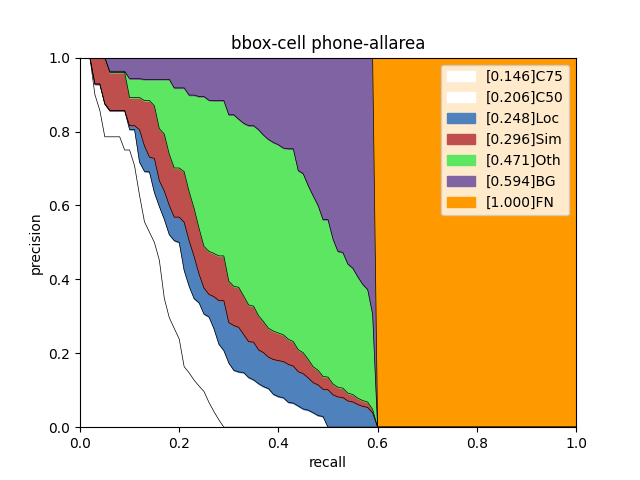 bbox-cell phone-allarea
1.0
0.8
0.6
0.4
0.2
0.0
precision
[0.146]C75
[0.206]C50
[0.248]Loc
[0.296]Sim
[0.471]Oth
[0.594]BG
[1.000]FN
0.0 0.2 0.4 0.6 0.8 1.0
recall